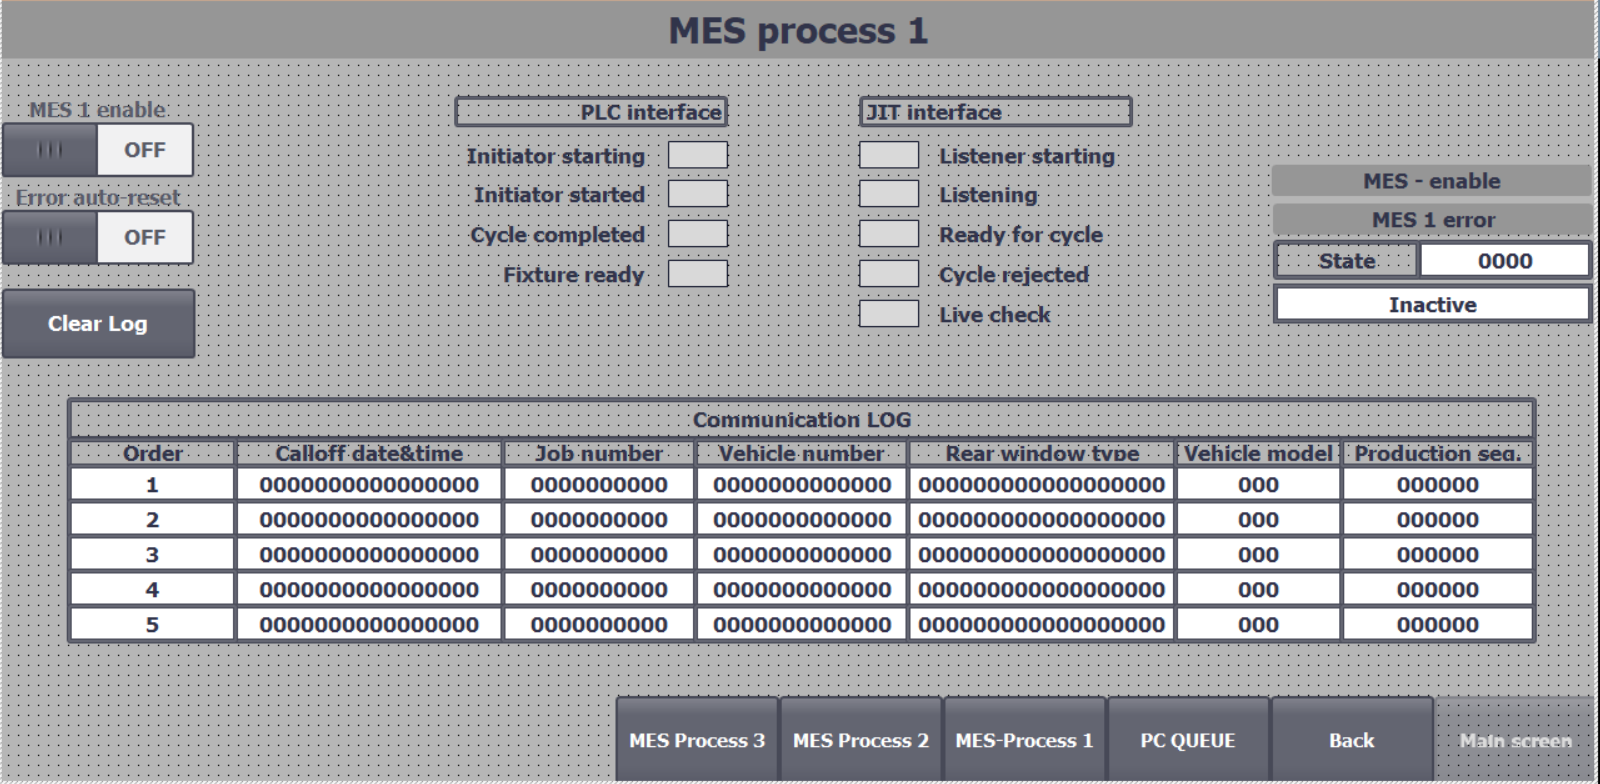 MES process 1
MES 1 enable
OFF
Error auto-reset
OFF
Clear Log
PLC interface
Initiator starting
Initiator started
Cycle completed
Fixture ready
JIT interface
Listener starting
Listening
Ready for cycle
Cycle rejected
Live check
MES - enable
MES 1 error
State 0000
Inactive
Communication LOG
Order Calloff date&time Job number Vehicle number Rear window type Vehicle model Production seq.
1 0000000000000000 0000000000 0000000000000 000000000000000000 000 000000
2 0000000000000000 0000000000 0000000000000 000000000000000000 000 000000
3 0000000000000000 0000000000 0000000000000 000000000000000000 000 000000
4 0000000000000000 0000000000 0000000000000 000000000000000000 000 000000
5 0000000000000000 0000000000 0000000000000 000000000000000000 000 000000
MES Process 3 MES Process 2 MES-Process 1 PC QUEUE Back Main screen